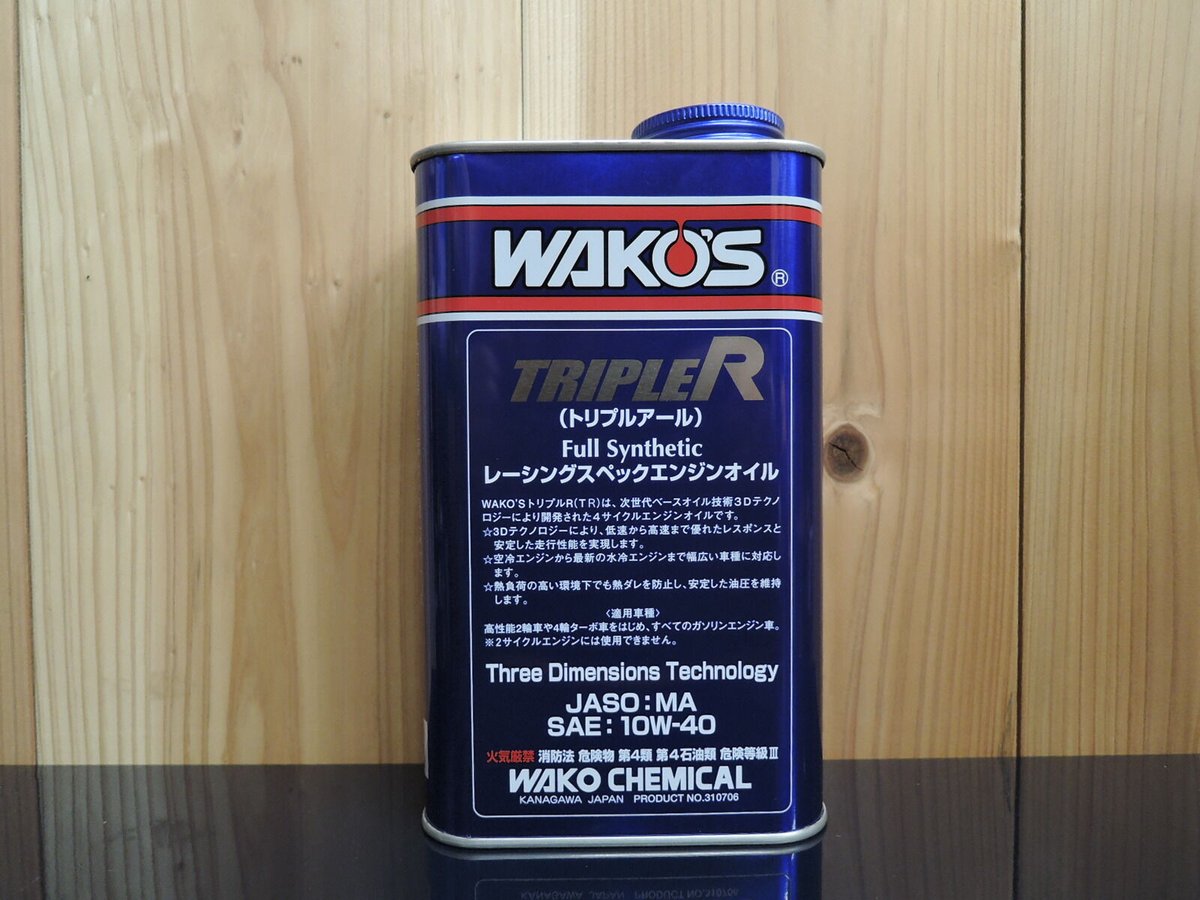 WAKO'S®
TRIPLE R
(トリプルアール)
Full Synthetic
レーシングスペックエンジンオイル
WAKO'SトリプルR(TR)は、次世代ベースオイル技術3Dテクノ
ロジーにより開発された4サイクルエンジンオイルです。
☆3Dテクノロジーにより、低速から高速まで優れたレスポンスと
安定した走行性能を実現します。
☆空冷エンジンから最新の水冷エンジンまで幅広い車種に対応し
ます。
☆熱負荷の高い環境下でも熱ダレを防止し、安定した油圧を維持
します。
〈適用車種〉
高性能2輪車や4輪ターボ車をはじめ、すべてのガソリンエンジン車。
※2サイクルエンジンには使用できません。
Three Dimensions Technology
JASO:MA
SAE:10W-40
火気厳禁 消防法 危険物 第4類 第4石油類 危険等級Ⅲ
WAKO CHEMICAL
KANAGAWA JAPAN PRODUCT NO.310706